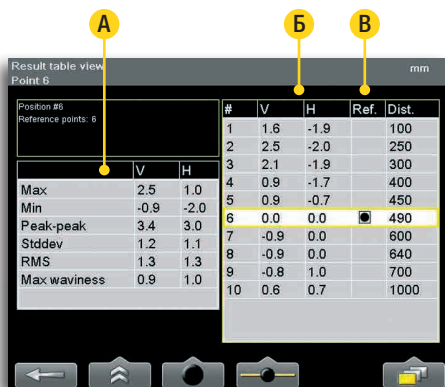 А Б В
Result table view mm
Point 6
Position #6
Reference points: 6
V H
Max 2.5 1.0
Min -0.9 -2.0
Peak-peak 3.4 3.0
Stddev 1.2 1.1
RMS 1.3 1.3
Max waviness 0.9 1.0
# V H Ref. Dist.
1 1.6 -1.9 100
2 2.5 -2.0 250
3 2.1 -1.9 300
4 0.9 -1.7 400
5 0.9 -0.7 450
6 0.0 0.0 490
7 -0.9 0.0 600
8 -0.9 0.0 640
9 -0.8 1.0 700
10 0.6 0.7 1000